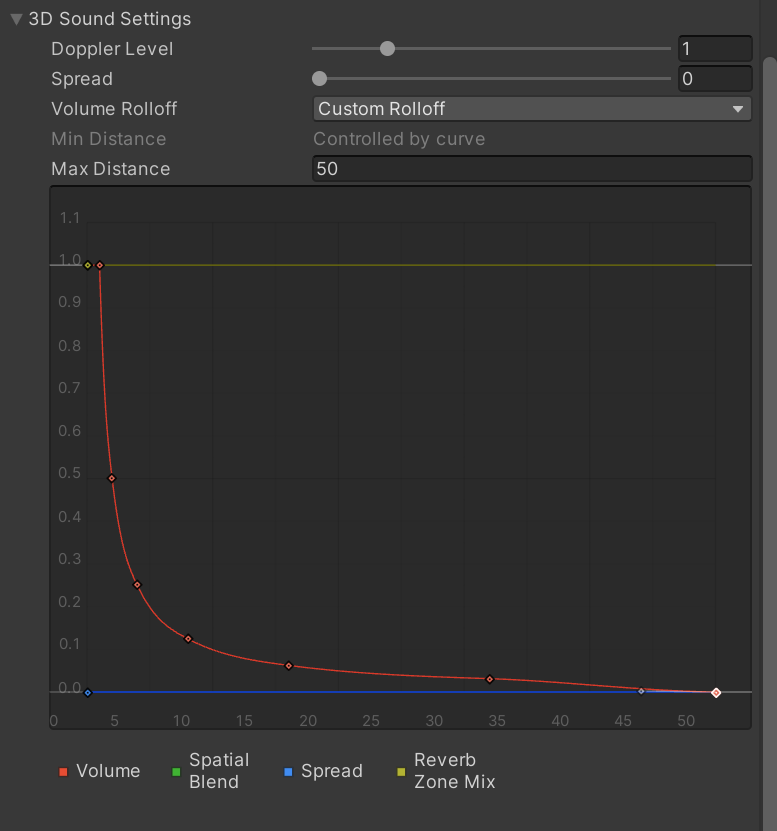 3D Sound Settings
Doppler Level 1
Spread 0
Volume Rolloff Custom Rolloff
Min Distance Controlled by curve
Max Distance 50
1.1
1.0
0.9
0.8
0.7
0.6
0.5
0.4
0.3
0.2
0.1
0.0
0 5 10 15 20 25 30 35 40 45 50
Volume
Spatial
Blend
Spread
Reverb
Zone Mix